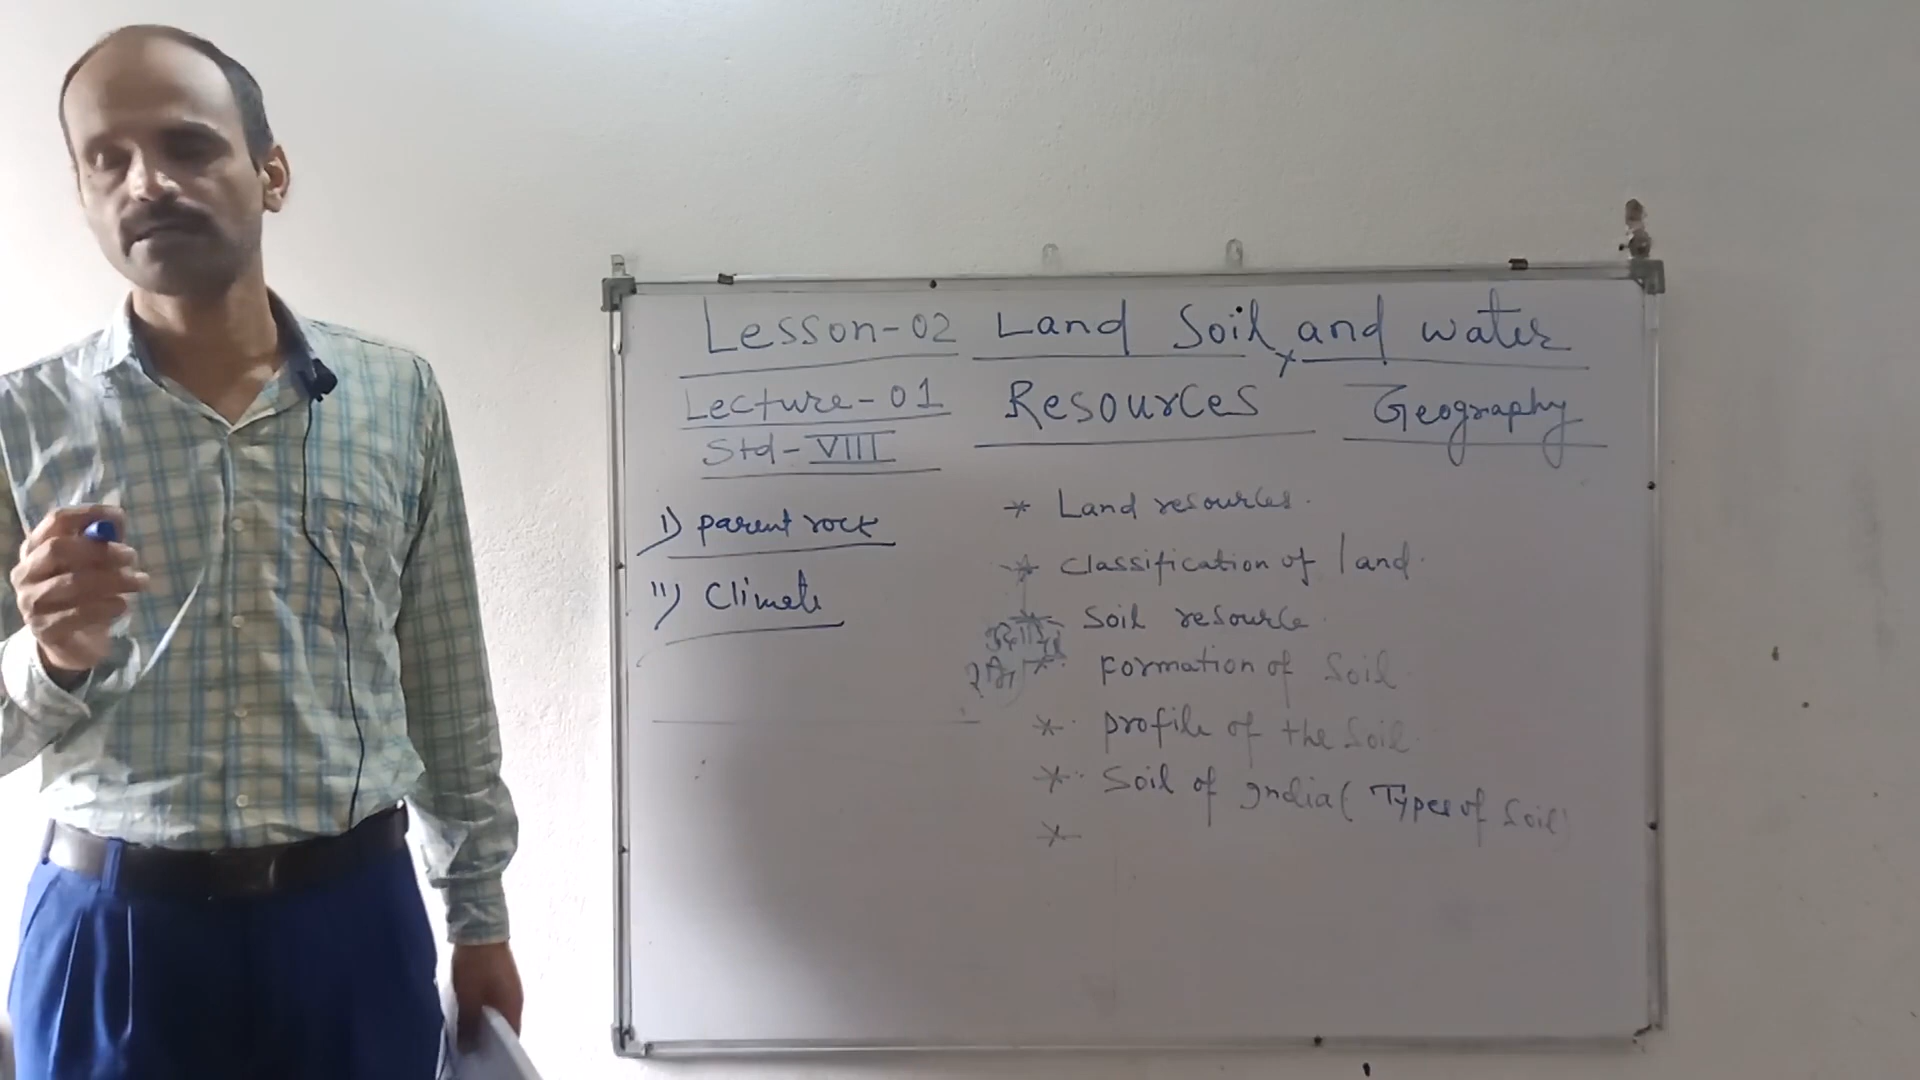 Lesson-02 Land Soil, and water
Lecture-01 Resources Geography
Std-VIII
I) parent rock
II) Climate
* Land resources.
* classification of land.
* Soil resource
* Formation of Soil
* profile of the Soil
* Soil of India ( Types of Soil)
*